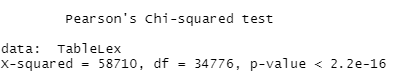 Pearson's Chi-squared test
data: TableLex
X-squared = 58710, df = 34776, p-value < 2.2e-16